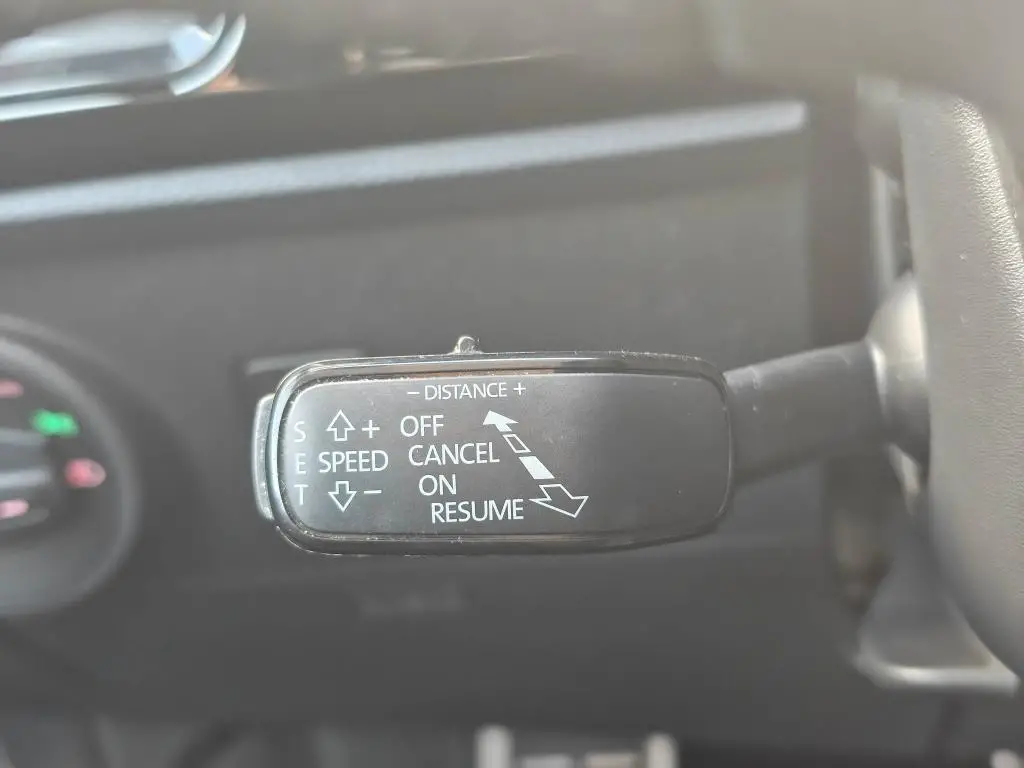 − DISTANCE +
S + OFF
E SPEED CANCEL
T − ON
RESUME